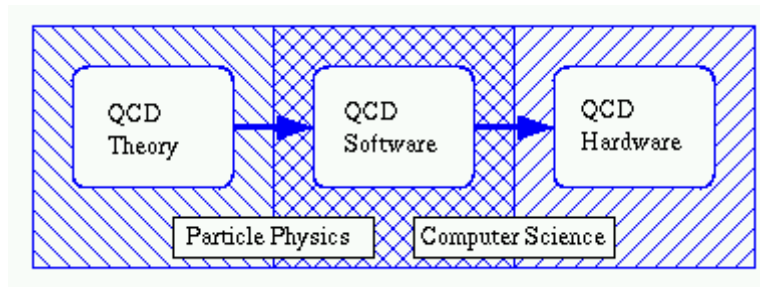 QCD
Theory
QCD
Software
QCD
Hardware
Particle Physics
Computer Science